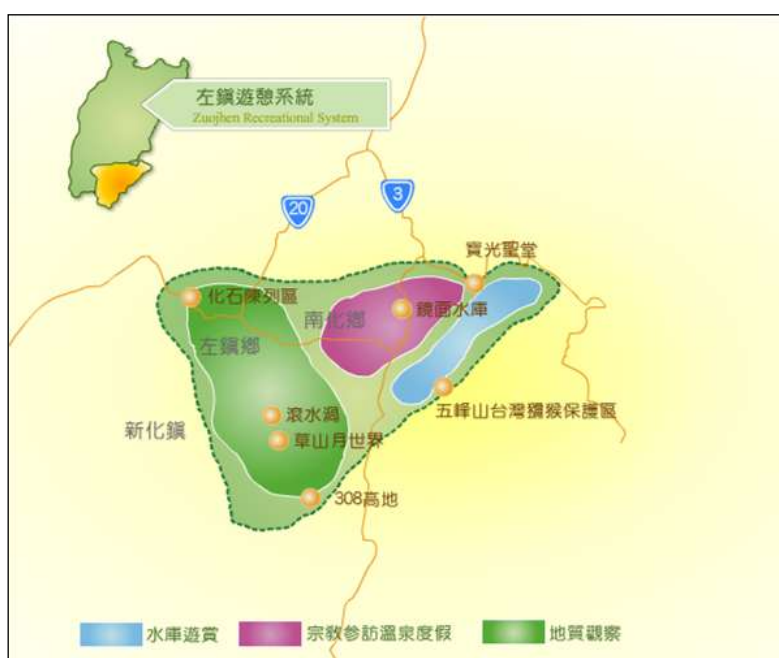 左鎮遊憩系統
Zuojhen Recreational System
20
3
寶光聖堂
化石陳列區
南化鄉
鏡面水庫
左鎮鄉
五峰山台灣獼猴保護區
滾水湖
新化鎮
草山月世界
308高地
水庫遊賞
宗教參訪溫泉度假
地質觀察